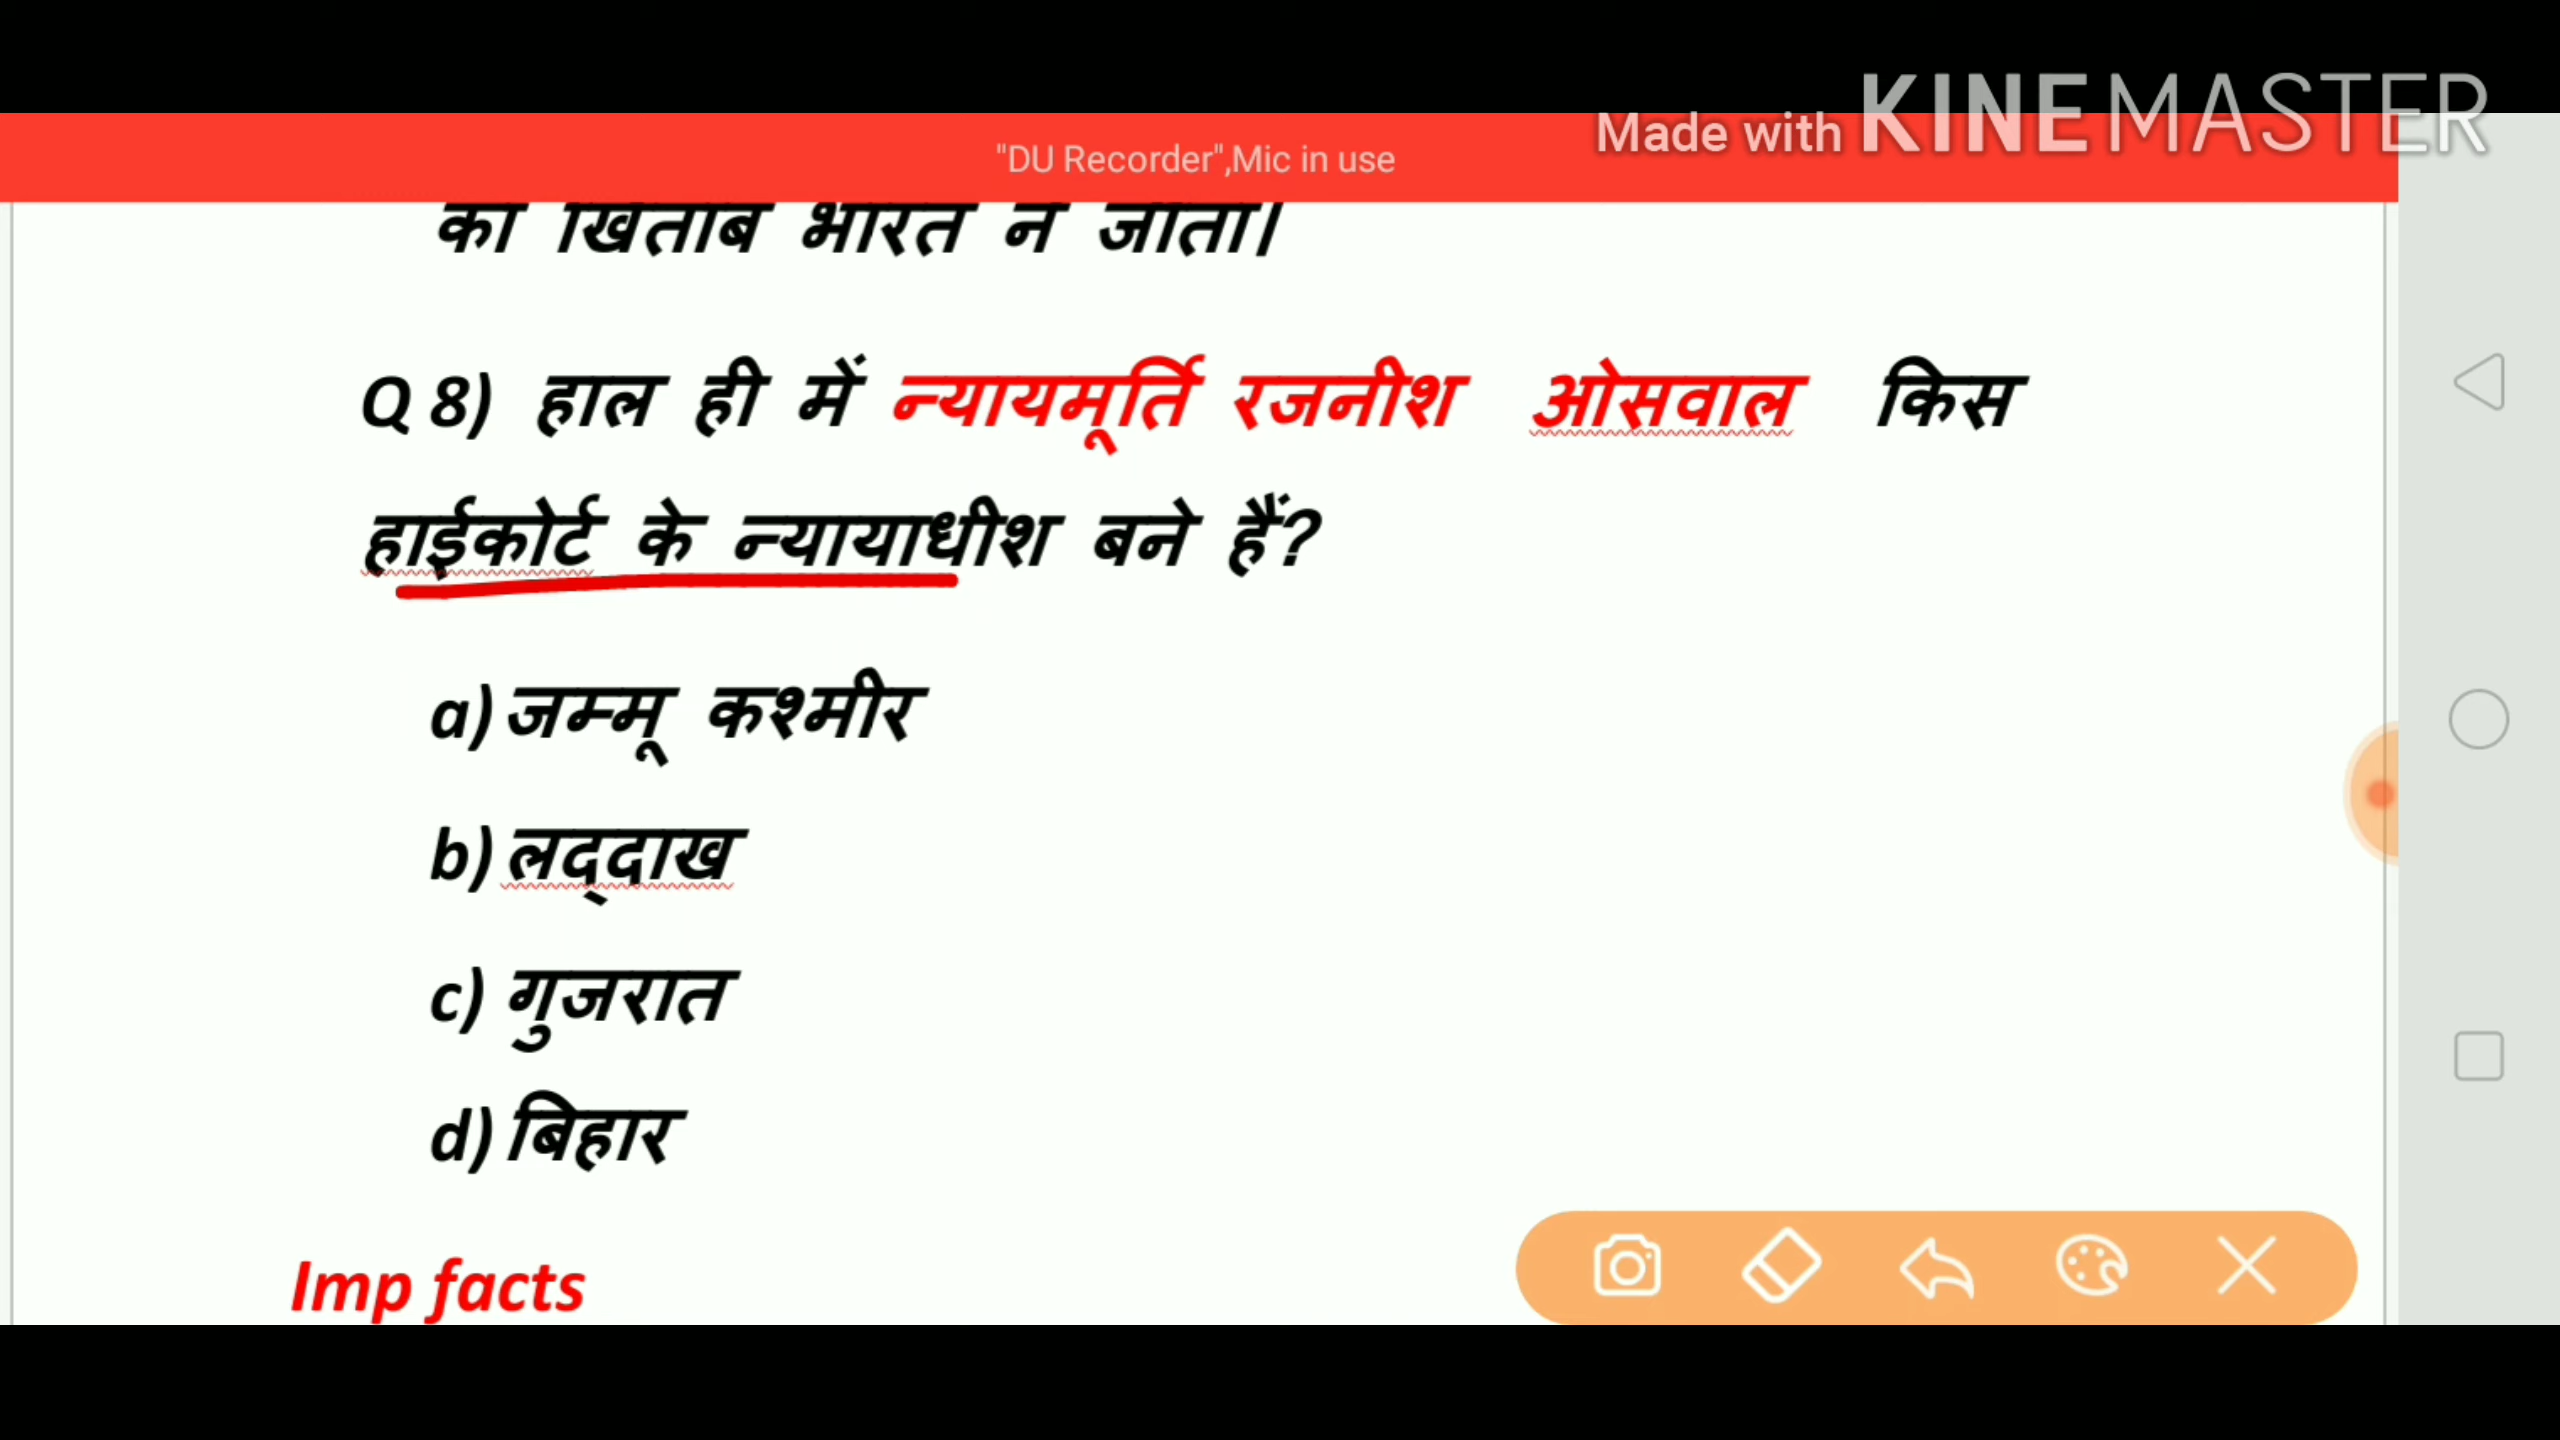 Made with KINEMASTER
"DU Recorder",Mic in use
का खिताब भारत ने जीता।
Q 8) हाल ही में न्यायमूर्ति रजनीश ओसवाल किस
हाईकोर्ट के न्यायाधीश बने हैं?
a) जम्मू कश्मीर
b) लद्दाख
c) गुजरात
d) बिहार
Imp facts